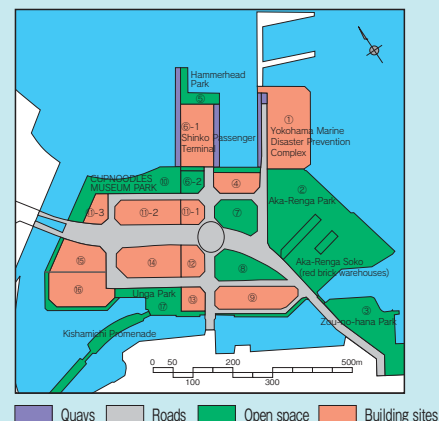 Hammerhead
Park
⑤
⑥-1
Shinko Passenger
Terminal
①
Yokohama Marine
Disaster Prevention
Complex
CUPNOODLES
MUSEUM PARK
⑩
⑥-2
④
②
Aka-Renga Park
⑪-3
⑪-2
⑪-1
⑦
Aka-Renga Soko
(red brick warehouses)
⑮
⑭
⑫
⑧
⑯
Unga Park
⑰
⑬
⑨
③
Zou-no-hana Park
Kishamichi Promenade
0 50 200 500m
100 300
Quays Roads Open space Building sites